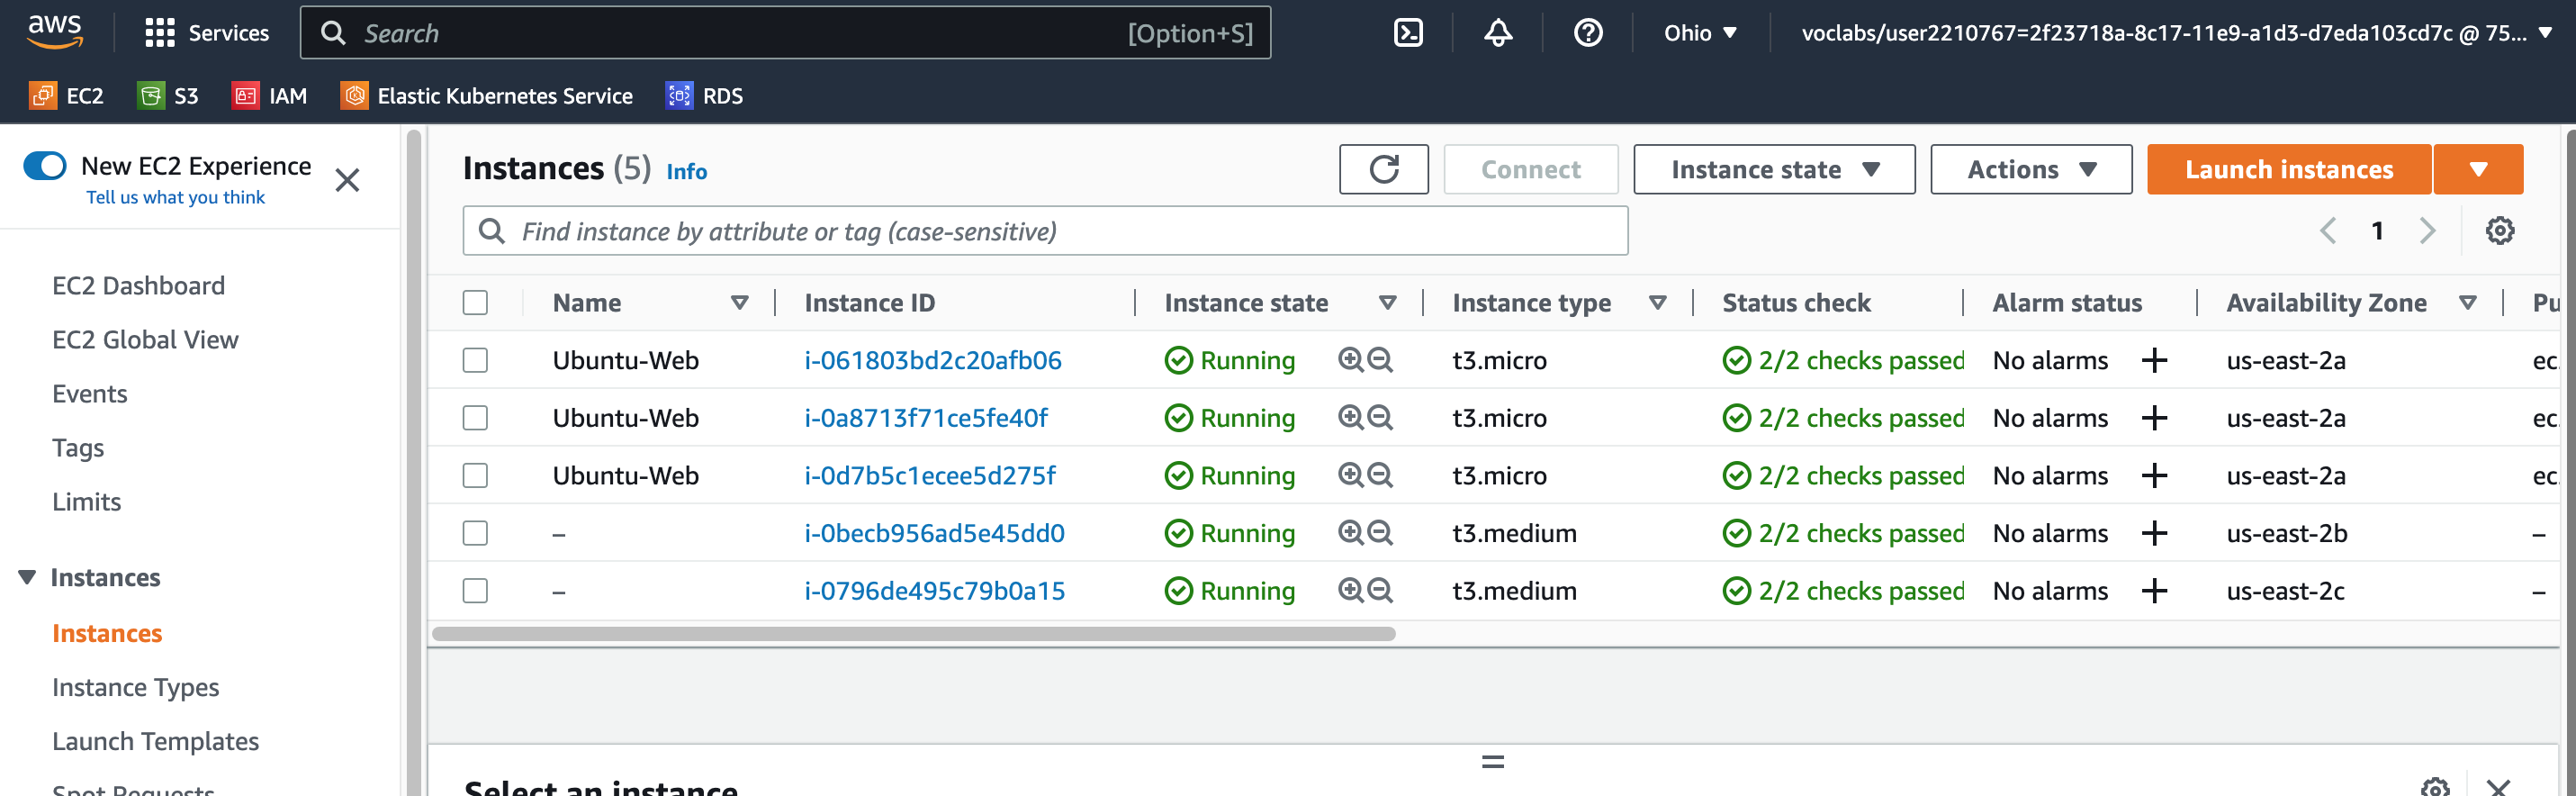 aws Services Search [Option+S] Ohio voclabs/user2210767=2f23718a-8c17-11e9-a1d3-d7eda103cd7c @ 75...
EC2 S3 IAM Elastic Kubernetes Service RDS
New EC2 Experience
Tell us what you think
EC2 Dashboard
EC2 Global View
Events
Tags
Limits
Instances
Instances
Instance Types
Launch Templates
Spot Requests
Instances (5) Info Connect Instance state Actions Launch instances
Find instance by attribute or tag (case-sensitive) 1
Name Instance ID Instance state Instance type Status check Alarm status Availability Zone Pu
Ubuntu-Web i-061803bd2c20afb06 Running t3.micro 2/2 checks passed No alarms + us-east-2a ec
Ubuntu-Web i-0a8713f71ce5fe40f Running t3.micro 2/2 checks passed No alarms + us-east-2a ec
Ubuntu-Web i-0d7b5c1ecee5d275f Running t3.micro 2/2 checks passed No alarms + us-east-2a ec
– i-0becb956ad5e45dd0 Running t3.medium 2/2 checks passed No alarms + us-east-2b –
– i-0796de495c79b0a15 Running t3.medium 2/2 checks passed No alarms + us-east-2c –
Select an instance